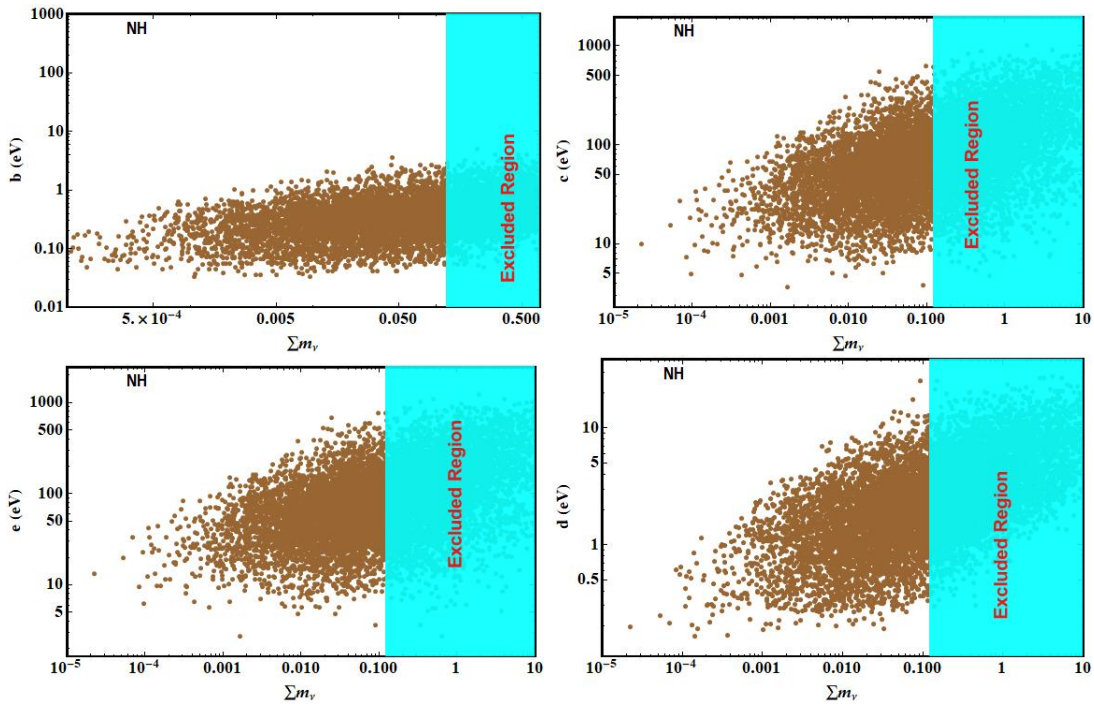 NH
1000
100
10
1
0.10
0.01
b (eV)
5.×10⁻⁴ 0.005 0.050 0.500
∑mᵥ
Excluded Region
NH
1000
500
100
50
10
5
c (eV)
10⁻⁵ 10⁻⁴ 0.001 0.010 0.100 1 10
∑mᵥ
Excluded Region
NH
1000
500
100
50
10
5
e (eV)
10⁻⁵ 10⁻⁴ 0.001 0.010 0.100 1 10
∑mᵥ
Excluded Region
NH
10
5
1
0.5
d (eV)
10⁻⁵ 10⁻⁴ 0.001 0.010 0.100 1 10
∑mᵥ
Excluded Region